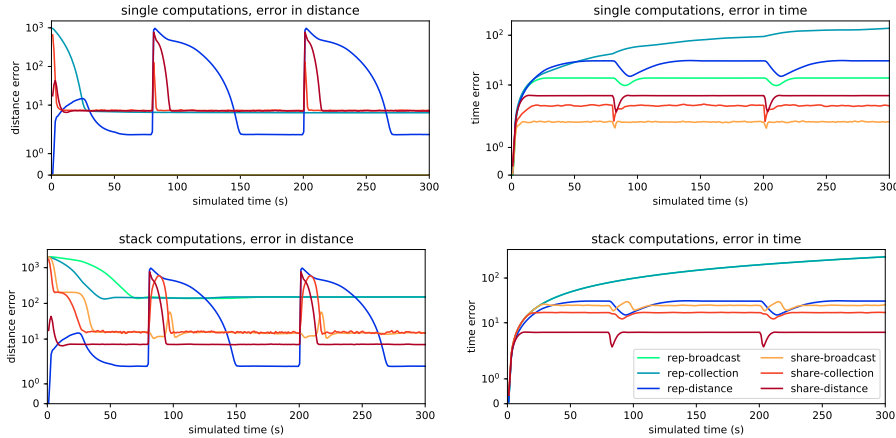 single computations, error in distance
distance error
10³
10²
10¹
10⁰
0
0 50 100 150 200 250 300
simulated time (s)
single computations, error in time
time error
10²
10¹
10⁰
0
0 50 100 150 200 250 300
simulated time (s)
stack computations, error in distance
distance error
10³
10²
10¹
10⁰
0
0 50 100 150 200 250 300
simulated time (s)
stack computations, error in time
time error
10²
10¹
10⁰
0
rep-broadcast share-broadcast
rep-collection share-collection
rep-distance share-distance
0 50 100 150 200 250 300
simulated time (s)